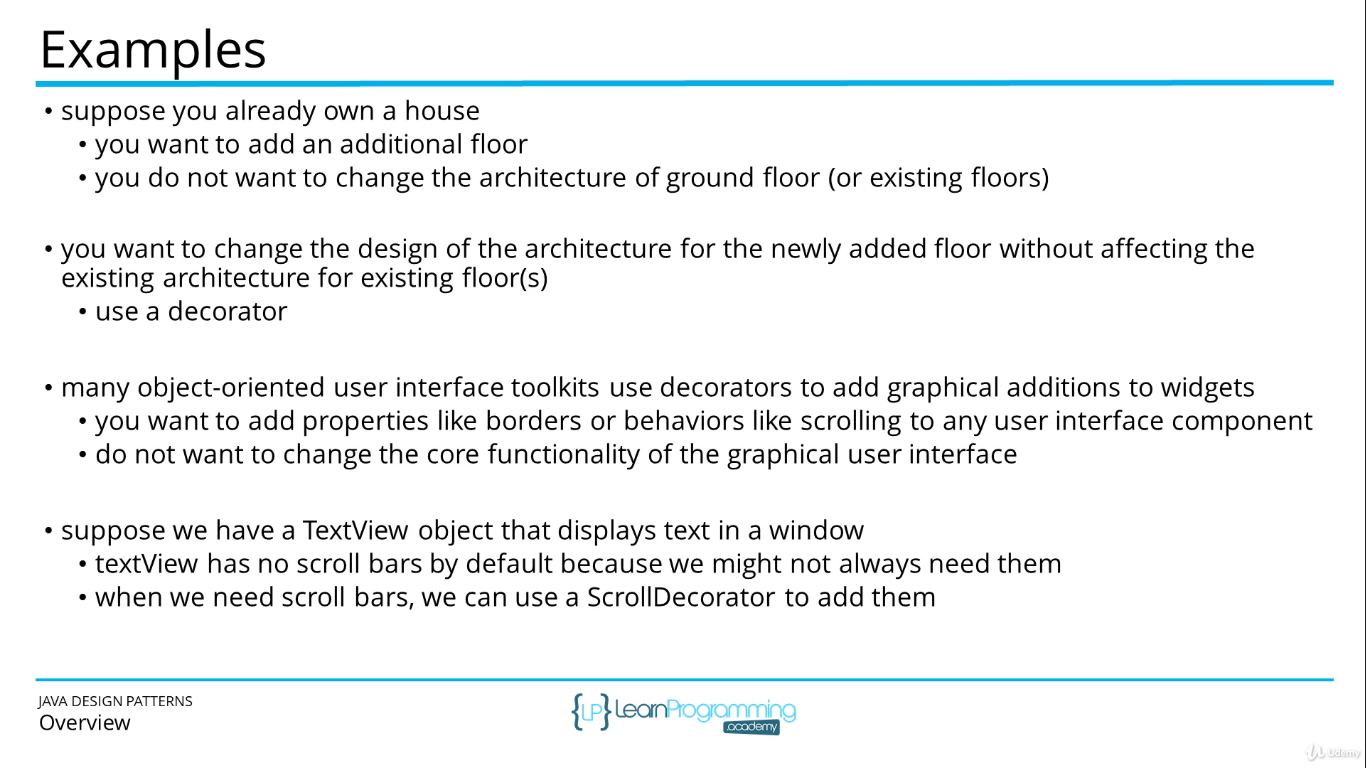 Examples
• suppose you already own a house
• you want to add an additional floor
• you do not want to change the architecture of ground floor (or existing floors)
• you want to change the design of the architecture for the newly added floor without affecting the
existing architecture for existing floor(s)
• use a decorator
• many object-oriented user interface toolkits use decorators to add graphical additions to widgets
• you want to add properties like borders or behaviors like scrolling to any user interface component
• do not want to change the core functionality of the graphical user interface
• suppose we have a TextView object that displays text in a window
• textView has no scroll bars by default because we might not always need them
• when we need scroll bars, we can use a ScrollDecorator to add them
JAVA DESIGN PATTERNS
Overview
{LP} LearnProgramming
.academy
Udemy